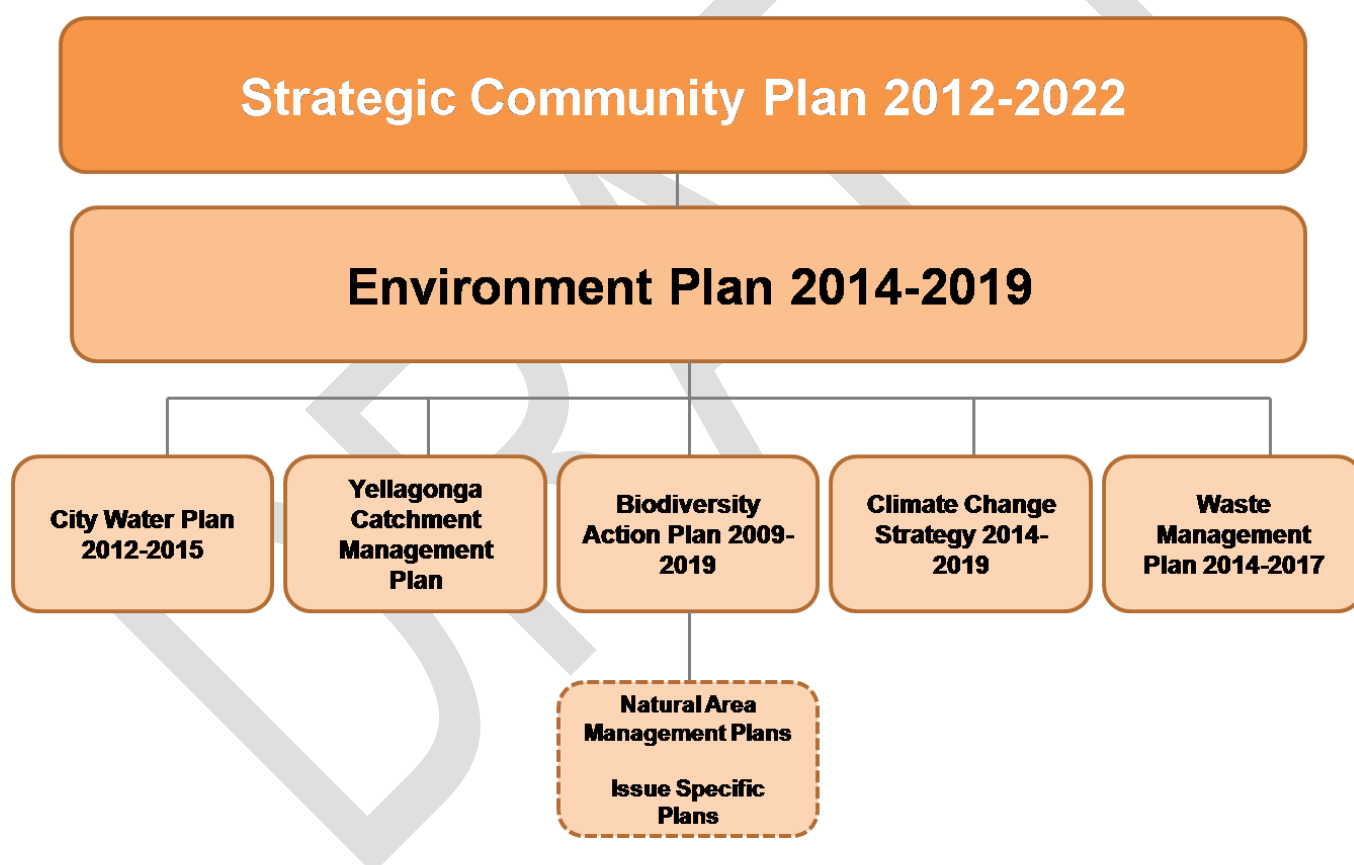 Strategic Community Plan 2012-2022
Environment Plan 2014-2019
City Water Plan
2012-2015
Yellagonga
Catchment
Management
Plan
Biodiversity
Action Plan 2009-
2019
Climate Change
Strategy 2014-
2019
Waste
Management
Plan 2014-2017
Natural Area
Management Plans
Issue Specific
Plans